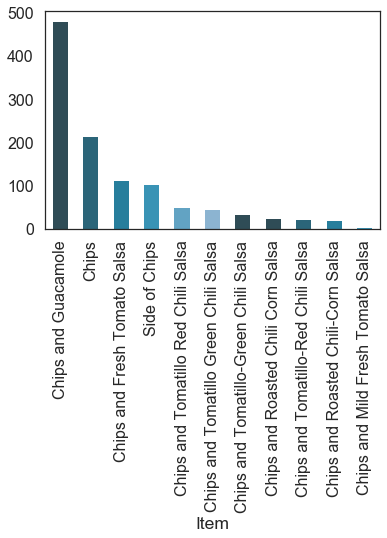 500
400
300
200
100
0
Chips and Guacamole
Chips
Chips and Fresh Tomato Salsa
Side of Chips
Chips and Tomatillo Red Chili Salsa
Chips and Tomatillo Green Chili Salsa
Chips and Tomatillo-Green Chili Salsa
Chips and Roasted Chili Corn Salsa
Chips and Tomatillo-Red Chili Salsa
Chips and Roasted Chili-Corn Salsa
Chips and Mild Fresh Tomato Salsa
Item